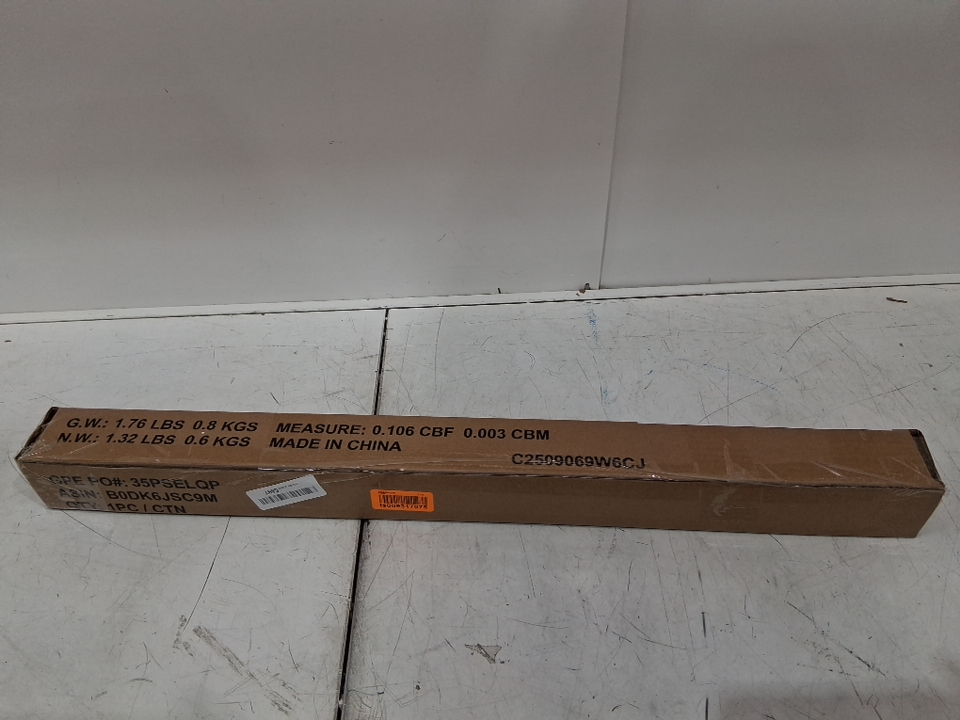 G.W.: 1.76 LBS 0.8 KGS MEASURE: 0.106 CBF 0.003 CBM
N.W.: 1.32 LBS 0.6 KGS MADE IN CHINA
C2509069W6CJ
PO#: 35PSELQP
ASIN: B0DK6JSC9M
QTY: 1PC / CTN